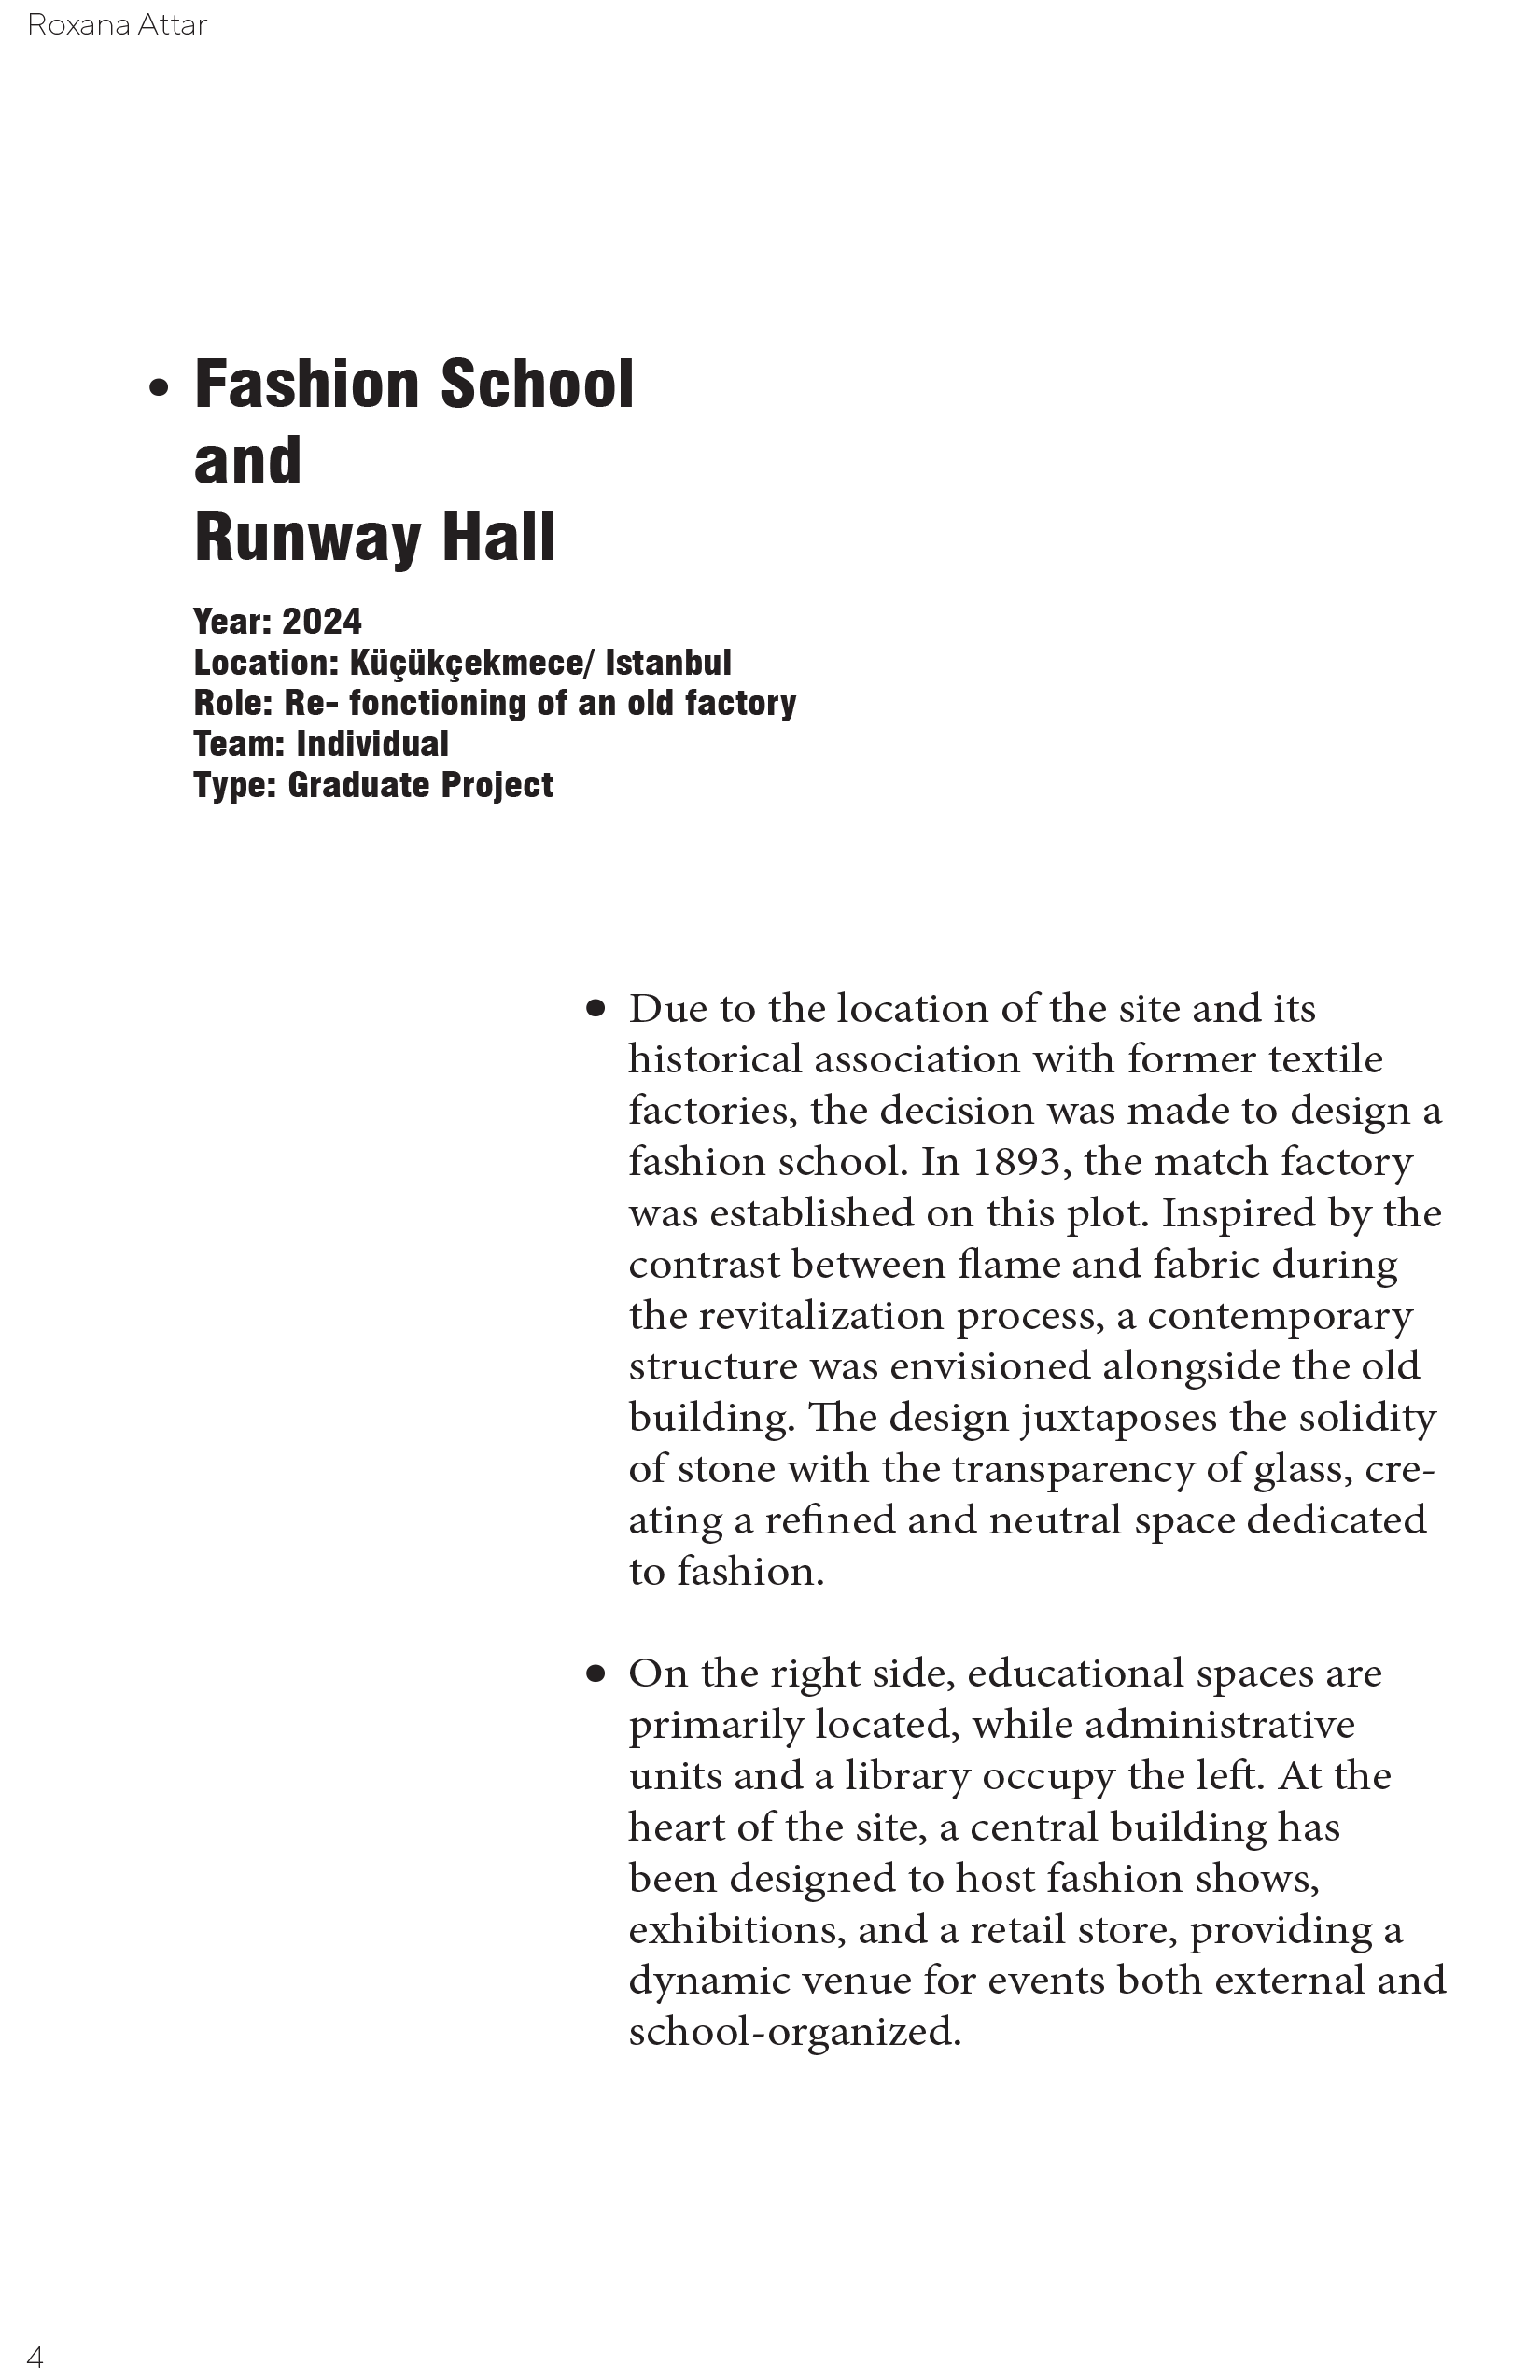 Roxana Attar
• Fashion School
and
Runway Hall
Year: 2024
Location: Küçükçekmece/ Istanbul
Role: Re- fonctioning of an old factory
Team: Individual
Type: Graduate Project
• Due to the location of the site and its
historical association with former textile
factories, the decision was made to design a
fashion school. In 1893, the match factory
was established on this plot. Inspired by the
contrast between flame and fabric during
the revitalization process, a contemporary
structure was envisioned alongside the old
building. The design juxtaposes the solidity
of stone with the transparency of glass, cre-
ating a refined and neutral space dedicated
to fashion.
• On the right side, educational spaces are
primarily located, while administrative
units and a library occupy the left. At the
heart of the site, a central building has
been designed to host fashion shows,
exhibitions, and a retail store, providing a
dynamic venue for events both external and
school-organized.
4